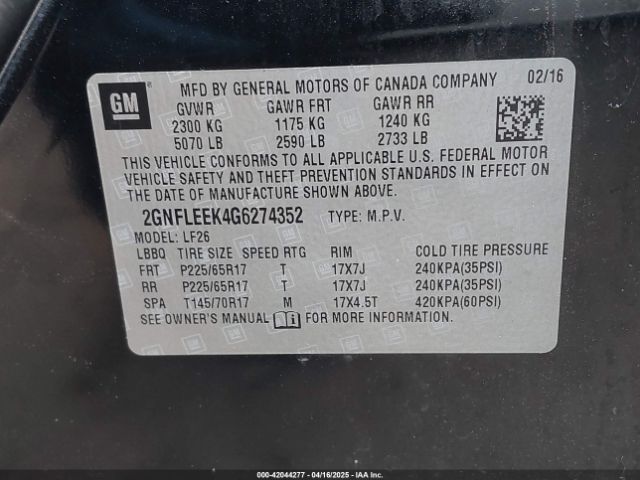 GM
MFD BY GENERAL MOTORS OF CANADA COMPANY 02/16
GVWR GAWR FRT GAWR RR
2300 KG 1175 KG 1240 KG
5070 LB 2590 LB 2733 LB
THIS VEHICLE CONFORMS TO ALL APPLICABLE U.S. FEDERAL MOTOR
VEHICLE SAFETY AND THEFT PREVENTION STANDARDS IN EFFECT ON
THE DATE OF MANUFACTURE SHOWN ABOVE.
2GNFLEEK4G6274352 TYPE: M.P.V.
MODEL: LF26
LBBQ TIRE SIZE SPEED RTG RIM COLD TIRE PRESSURE
FRT P225/65R17 T 17X7J 240KPA(35PSI)
RR P225/65R17 T 17X7J 240KPA(35PSI)
SPA T145/70R17 M 17X4.5T 420KPA(60PSI)
SEE OWNER'S MANUAL FOR MORE INFORMATION.
000-42044277 - 04/16/2025 - IAAI.COM